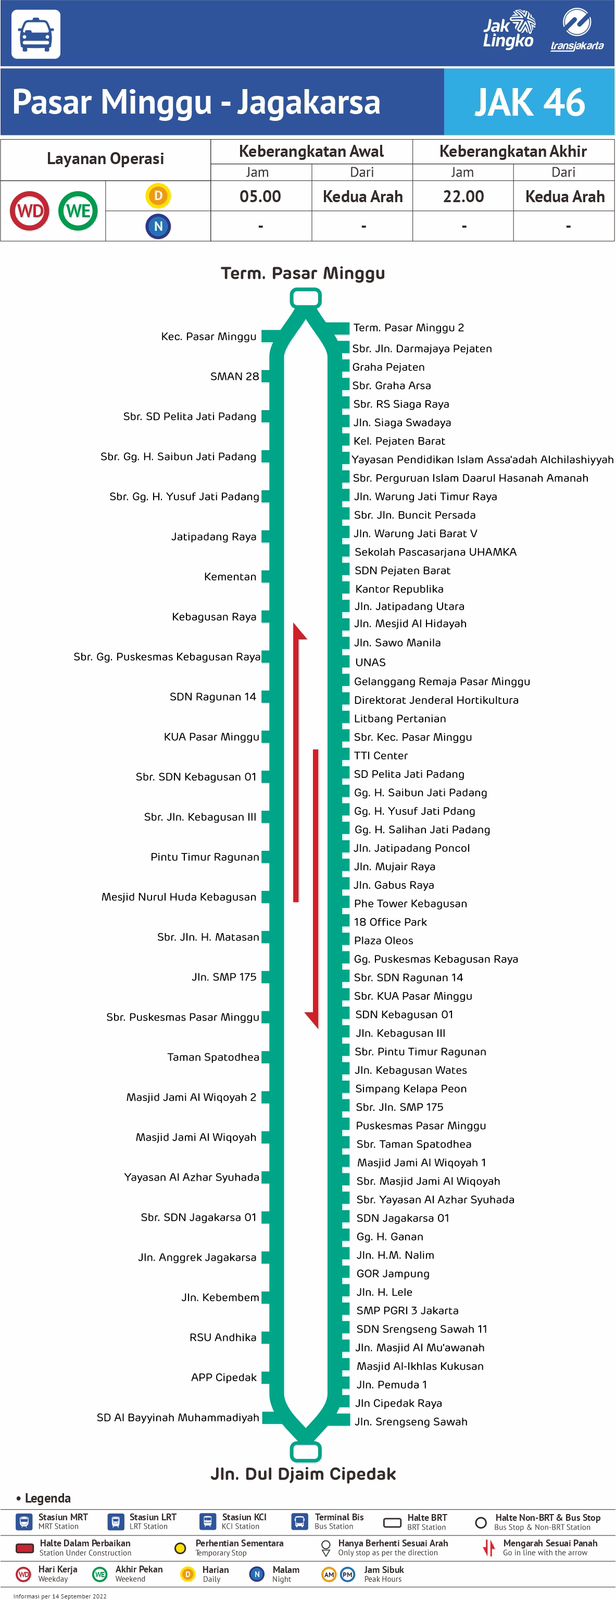 Jak
Lingko
transjakarta
Pasar Minggu - Jagakarsa
JAK 46
Layanan Operasi
Keberangkatan Awal
Keberangkatan Akhir
Jam
Dari
Jam
Dari
WD
WE
D
05.00
Kedua Arah
22.00
Kedua Arah
N
-
-
-
-
Term. Pasar Minggu
Kec. Pasar Minggu
SMAN 28
Sbr. SD Pelita Jati Padang
Sbr. Gg. H. Saibun Jati Padang
Sbr. Gg. H. Yusuf Jati Padang
Jatipadang Raya
Kementan
Kebagusan Raya
Sbr. Gg. Puskesmas Kebagusan Raya
SDN Ragunan 14
KUA Pasar Minggu
Sbr. SDN Kebagusan 01
Sbr. Jln. Kebagusan III
Pintu Timur Ragunan
Mesjid Nurul Huda Kebagusan
Sbr. Jln. H. Matasan
Jln. SMP 175
Sbr. Puskesmas Pasar Minggu
Taman Spatodhea
Masjid Jami Al Wiqoyah 2
Masjid Jami Al Wiqoyah
Yayasan Al Azhar Syuhada
Sbr. SDN Jagakarsa 01
Jln. Anggrek Jagakarsa
Jln. Kebembem
RSU Andhika
APP Cipedak
SD Al Bayyinah Muhammadiyah
Term. Pasar Minggu 2
Sbr. Jln. Darmajaya Pejaten
Graha Pejaten
Sbr. Graha Arsa
Sbr. RS Siaga Raya
Jln. Siaga Swadaya
Kel. Pejaten Barat
Yayasan Pendidikan Islam Assa'adah Alchilashiyyah
Sbr. Perguruan Islam Daarul Hasanah Amanah
Jln. Warung Jati Timur Raya
Sbr. Jln. Buncit Persada
Jln. Warung Jati Barat V
Sekolah Pascasarjana UHAMKA
SDN Pejaten Barat
Kantor Republika
Jln. Jatipadang Utara
Jln. Mesjid Al Hidayah
Jln. Sawo Manila
UNAS
Gelanggang Remaja Pasar Minggu
Direktorat Jenderal Hortikultura
Litbang Pertanian
Sbr. Kec. Pasar Minggu
TTI Center
SD Pelita Jati Padang
Gg. H. Saibun Jati Padang
Gg. H. Yusuf Jati Pdang
Gg. H. Salihan Jati Padang
Jln. Jatipadang Poncol
Jln. Mujair Raya
Jln. Gabus Raya
Phe Tower Kebagusan
18 Office Park
Plaza Oleos
Gg. Puskesmas Kebagusan Raya
Sbr. SDN Ragunan 14
Sbr. KUA Pasar Minggu
SDN Kebagusan 01
Jln. Kebagusan III
Sbr. Pintu Timur Ragunan
Jln. Kebagusan Wates
Simpang Kelapa Peon
Sbr. Jln. SMP 175
Puskesmas Pasar Minggu
Sbr. Taman Spatodhea
Masjid Jami Al Wiqoyah 1
Sbr. Masjid Jami Al Wiqoyah
Sbr. Yayasan Al Azhar Syuhada
SDN Jagakarsa 01
Gg. H. Ganan
Jln. H.M. Nalim
GOR Jampung
Jln. H. Lele
SMP PGRI 3 Jakarta
SDN Srengseng Sawah 11
Jln. Masjid Al Mu'awanah
Masjid Al-Ikhlas Kukusan
Jln. Pemuda 1
Jln Cipedak Raya
Jln. Srengseng Sawah
Jln. Dul Djaim Cipedak
• Legenda
Stasiun MRT
MRT Station
Stasiun LRT
LRT Station
Stasiun KCI
KCI Station
Terminal Bis
Bus Station
Halte BRT
BRT Station
Halte Non-BRT & Bus Stop
Bus Stop & Non-BRT Station
Halte Dalam Perbaikan
Station Under Construction
Perhentian Sementara
Temporary Stop
Hanya Berhenti Sesuai Arah
Only stop as per the direction
Mengarah Sesuai Panah
Go in line with the arrow
WD
Hari Kerja
Weekday
WE
Akhir Pekan
Weekend
D
Harian
Daily
N
Malam
Night
AM
PM
Jam Sibuk
Peak Hours
Informasi per 14 September 2022